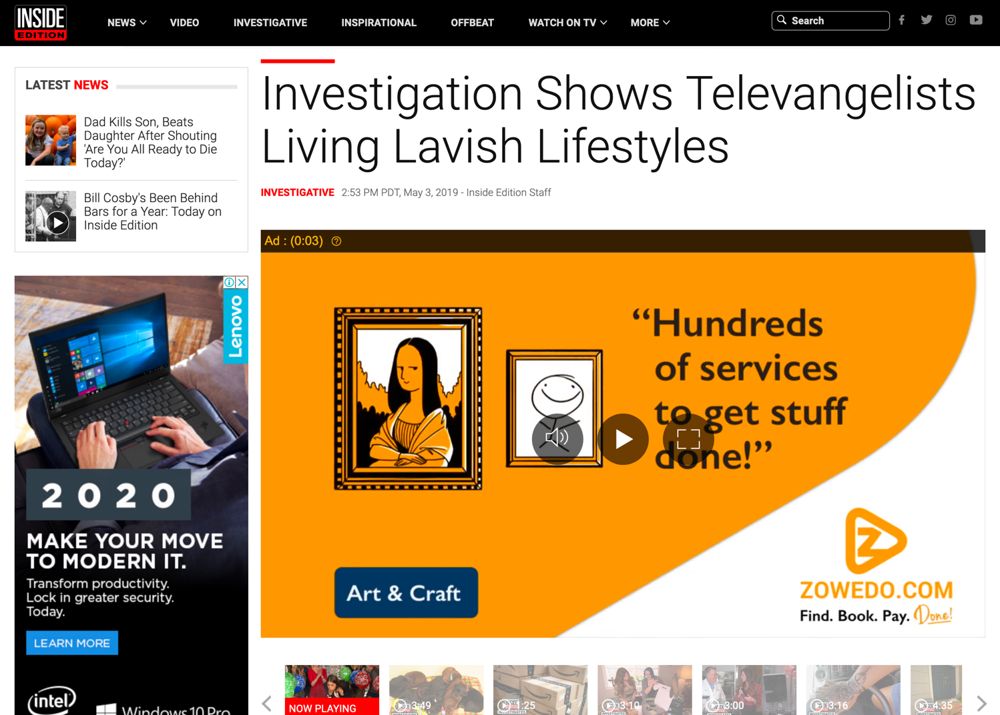 INSIDE
EDITION
NEWS
VIDEO
INVESTIGATIVE
INSPIRATIONAL
OFFBEAT
WATCH ON TV
MORE
Search
LATEST NEWS
Dad Kills Son, Beats
Daughter After Shouting
'Are You All Ready to Die
Today?'
Bill Cosby's Been Behind
Bars for a Year: Today on
Inside Edition
Investigation Shows Televangelists
Living Lavish Lifestyles
INVESTIGATIVE 2:53 PM PDT, May 3, 2019 - Inside Edition Staff
Ad : (0:03)
“Hundreds
of services
to get stuff
done!”
Art & Craft
ZOWEDO.COM
Find. Book. Pay. Done!
Lenovo
2020
MAKE YOUR MOVE
TO MODERN IT.
Transform productivity.
Lock in greater security.
Today.
LEARN MORE
intel
Windows 10 Pro
NOW PLAYING
3:49
1:25
3:10
3:00
3:16
4:35